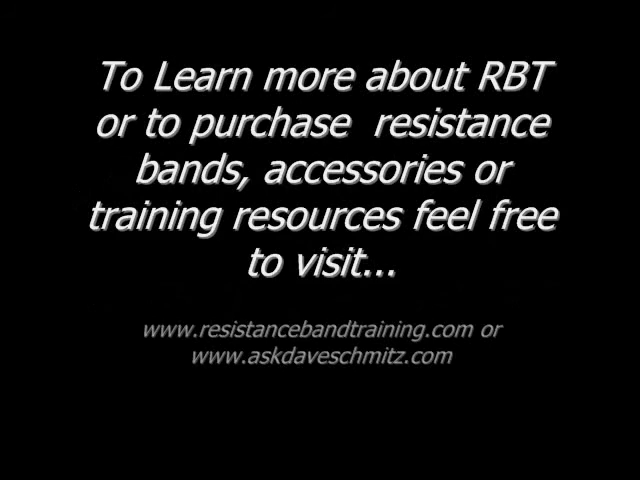 To Learn more about RBT
or to purchase  resistance
bands, accessories or
training resources feel free
to visit...
www.resistancebandtraining.com or
www.askdaveschmitz.com